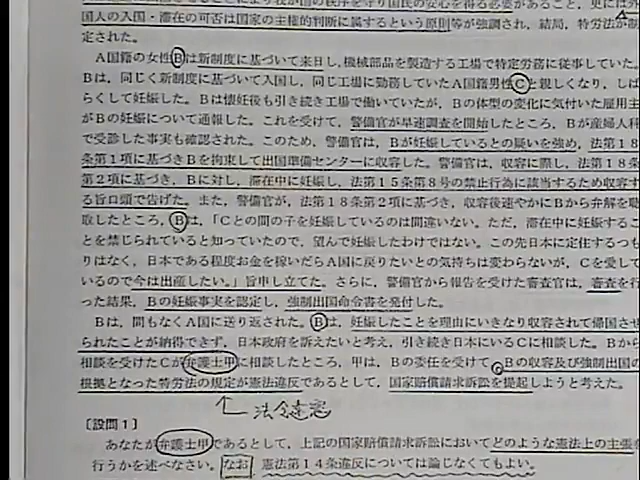 国人の入国・滞在の可否は国家の主権的判断に属するという原則等が強調され，結局，特労法が制
定された。
A国籍の女性Bは新制度に基づいて来日し，機械部品を製造する工場で特定労務に従事していた。
Bは，同じく新制度に基づいて入国し，同じ工場に勤務していたA国籍男性Cと親しくなり，しば
らくして妊娠した。Bは懐妊後も引き続き工場で働いていたが，Bの体型の変化に気付いた雇用主
がBの妊娠について通報した。これを受けて，警備官が早速調査を開始したところ，Bが産婦人科
で受診した事実も確認された。このため，警備官は，Bが妊娠しているとの疑いを強め，法第18
条第1項に基づきBを拘束して出国準備センターに収容した。警備官は，収容に際し，法第18条
第2項に基づき，Bに対し，滞在中に妊娠し，法第15条第8号の禁止行為に該当するため収容す
る旨口頭で告げた。また，警備官が，法第18条第2項に基づき，収容後速やかにBから弁解を聴
取したところ，Bは，「Cとの間の子を妊娠しているのは間違いない。ただ，滞在中に妊娠するこ
とを禁じられていると知っていたので，望んで妊娠したわけではない。この先日本に定住するつも
りはなく，日本である程度お金を稼いだらA国に戻りたいとの気持ちは変わらないが，Cを愛して
いるので今は出産したい。」旨申し立てた。さらに，警備官から報告を受けた審査官は，審査を行
った結果，Bの妊娠事実を認定し，強制出国命令書を発付した。
Bは，間もなくA国に送り返された。Bは，妊娠したことを理由にいきなり収容されて帰国させ
られたことが納得できず，日本政府を訴えたいと考え，引き続き日本にいるCに相談した。Bから
相談を受けたCが弁護士甲に相談したところ，甲は，Bの委任を受けて，Bの収容及び強制出国の
根拠となった特労法の規定が憲法違反であるとして，国家賠償請求訴訟を提起しようと考えた。
法令違憲
〔設問1〕
あなたが弁護士甲であるとして，上記の国家賠償請求訴訟においてどのような憲法上の主張を
行うかを述べなさい。なお，憲法第14条違反については論じなくてもよい。